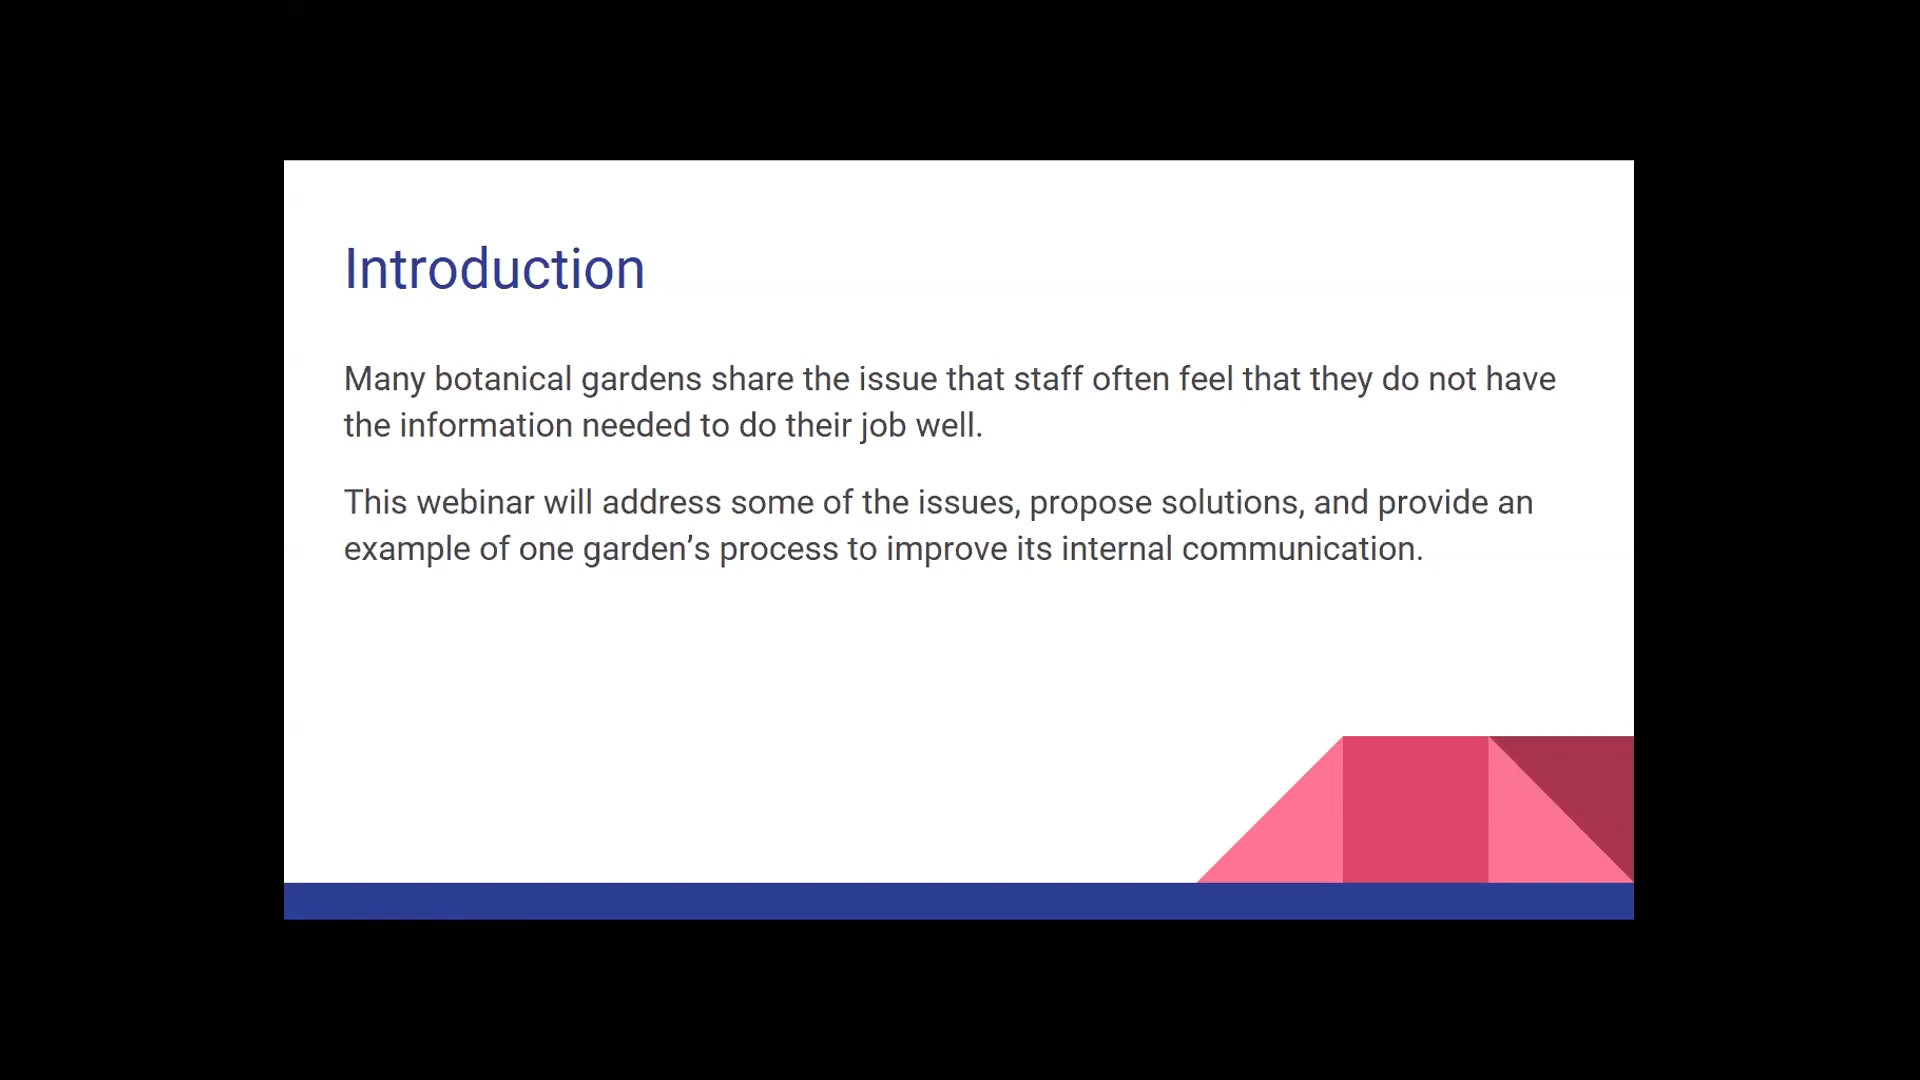 Introduction
Many botanical gardens share the issue that staff often feel that they do not have
the information needed to do their job well.
This webinar will address some of the issues, propose solutions, and provide an
example of one garden’s process to improve its internal communication.